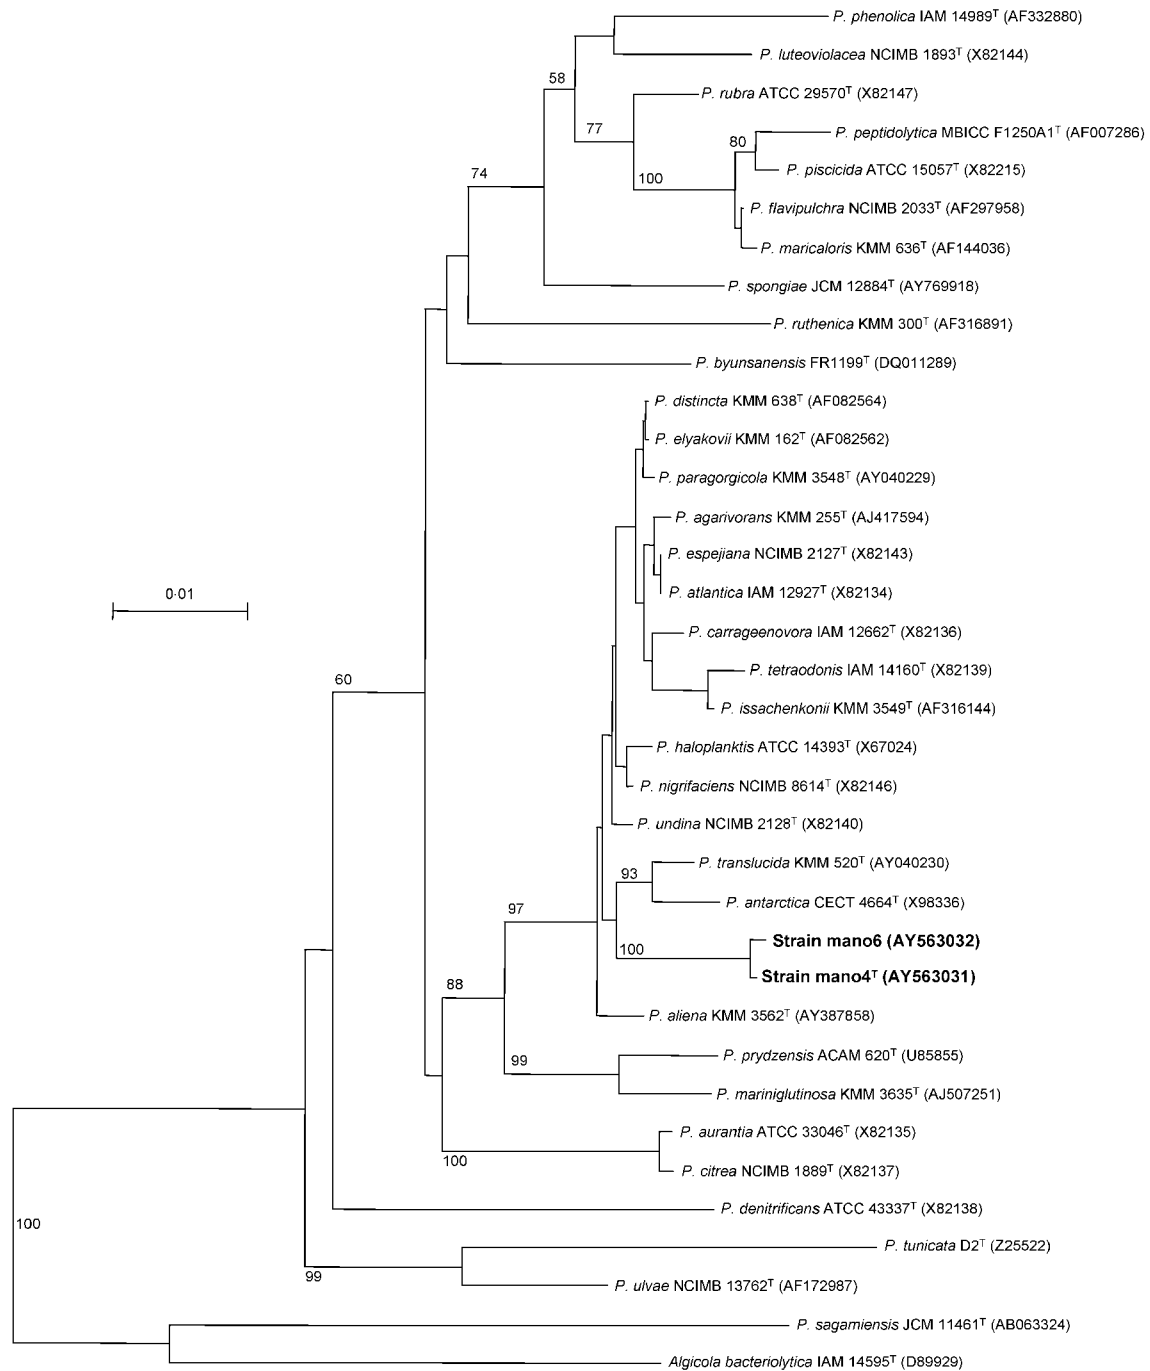 P. phenolica IAM 14989ᵀ (AF332880)
P. luteoviolacea NCIMB 1893ᵀ (X82144)
58
P. rubra ATCC 29570ᵀ (X82147)
77
P. peptidolytica MBICC F1250A1ᵀ (AF007286)
80
P. piscicida ATCC 15057ᵀ (X82215)
74
100
P. flavipulchra NCIMB 2033ᵀ (AF297958)
P. maricaloris KMM 636ᵀ (AF144036)
P. spongiae JCM 12884ᵀ (AY769918)
P. ruthenica KMM 300ᵀ (AF316891)
P. byunsanensis FR1199ᵀ (DQ011289)
P. distincta KMM 638ᵀ (AF082564)
P. elyakovii KMM 162ᵀ (AF082562)
P. paragorgicola KMM 3548ᵀ (AY040229)
P. agarivorans KMM 255ᵀ (AJ417594)
P. espejiana NCIMB 2127ᵀ (X82143)
P. atlantica IAM 12927ᵀ (X82134)
0·01
P. carrageenovora IAM 12662ᵀ (X82136)
P. tetraodonis IAM 14160ᵀ (X82139)
60
P. issachenkonii KMM 3549ᵀ (AF316144)
P. haloplanktis ATCC 14393ᵀ (X67024)
P. nigrifaciens NCIMB 8614ᵀ (X82146)
P. undina NCIMB 2128ᵀ (X82140)
P. translucida KMM 520ᵀ (AY040230)
93
P. antarctica CECT 4664ᵀ (X98336)
97
Strain mano6 (AY563032)
100
Strain mano4ᵀ (AY563031)
88
P. aliena KMM 3562ᵀ (AY387858)
P. prydzensis ACAM 620ᵀ (U85855)
99
P. mariniglutinosa KMM 3635ᵀ (AJ507251)
P. aurantia ATCC 33046ᵀ (X82135)
100
P. citrea NCIMB 1889ᵀ (X82137)
P. denitrificans ATCC 43337ᵀ (X82138)
100
P. tunicata D2ᵀ (Z25522)
99
P. ulvae NCIMB 13762ᵀ (AF172987)
P. sagamiensis JCM 11461ᵀ (AB063324)
Algicola bacteriolytica IAM 14595ᵀ (D89929)